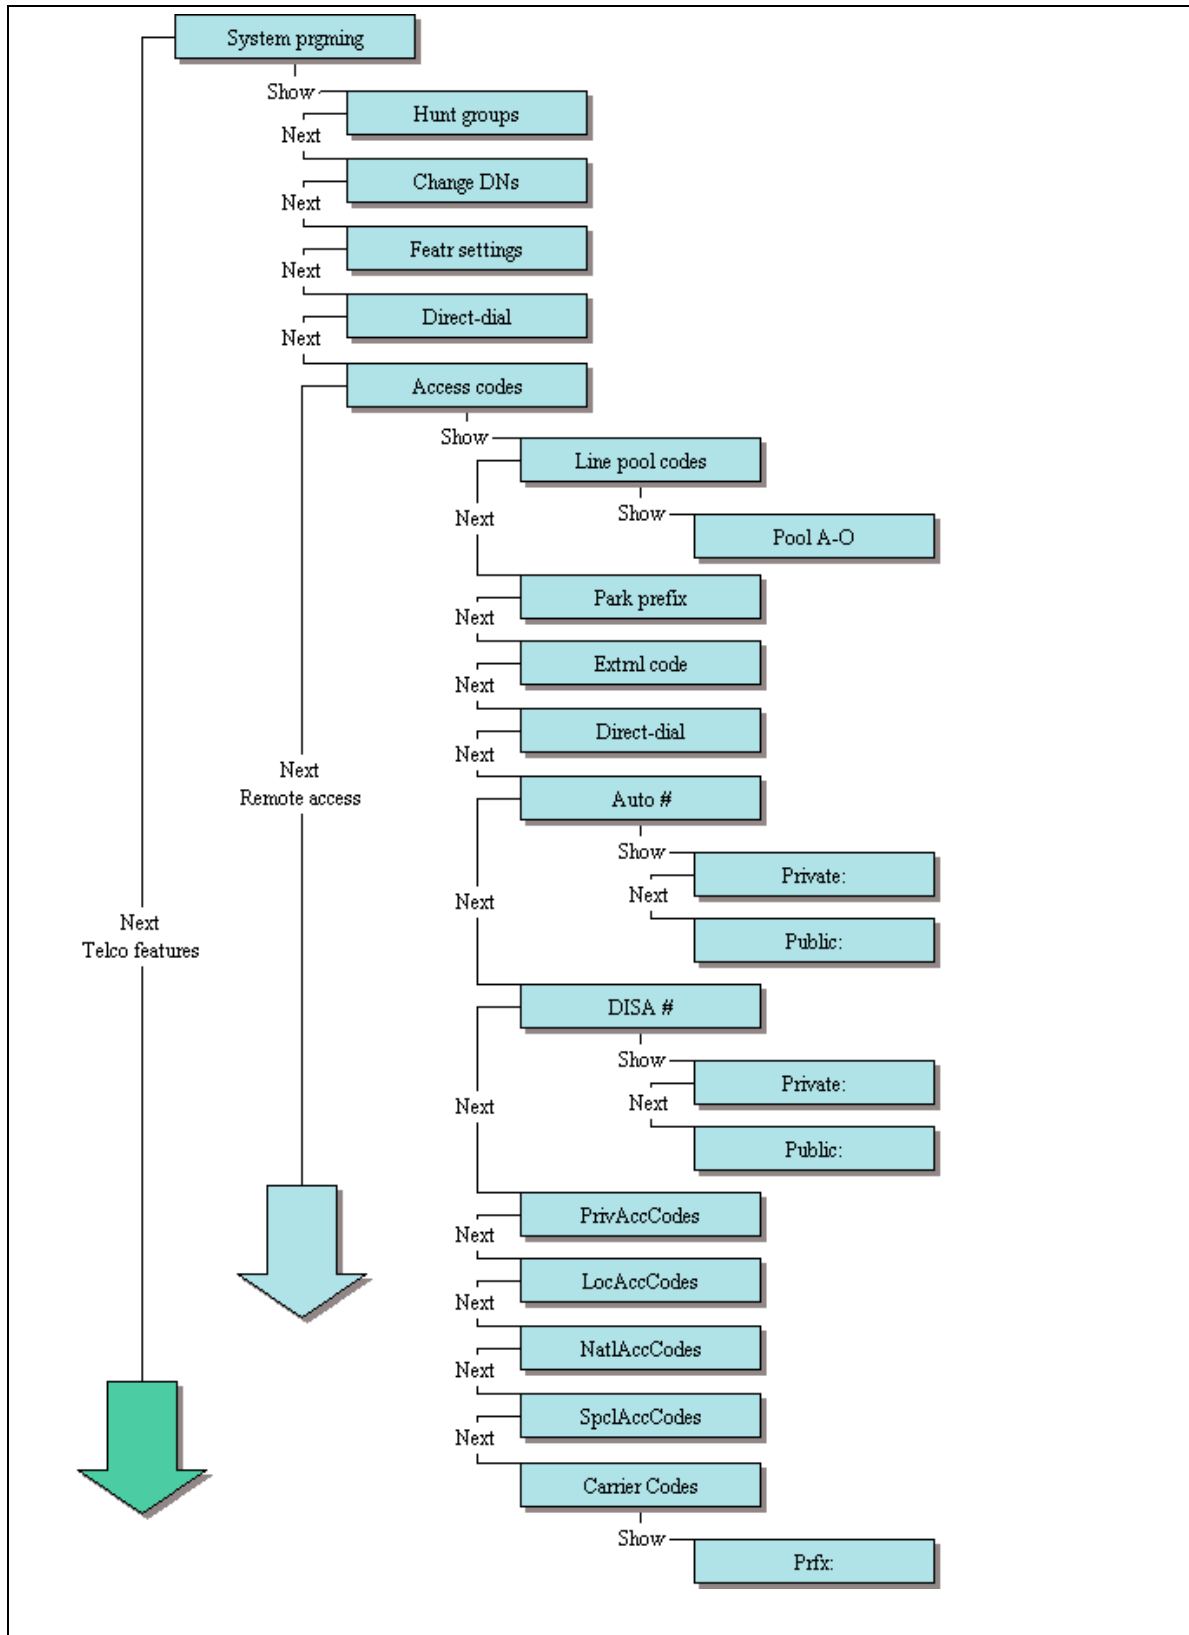 System prgming
Show
Hunt groups
Next
Change DNs
Next
Featr settings
Next
Direct-dial
Next
Access codes
Show
Line pool codes
Show
Next
Pool A-O
Park prefix
Next
Extrnl code
Next
Direct-dial
Next
Next
Remote access
Auto #
Show
Private:
Next
Next
Next
Telco features
Public:
DISA #
Show
Private:
Next
Next
Public:
PrivAccCodes
Next
LocAccCodes
Next
NatlAccCodes
Next
SpclAccCodes
Next
Carrier Codes
Show
Prfx: